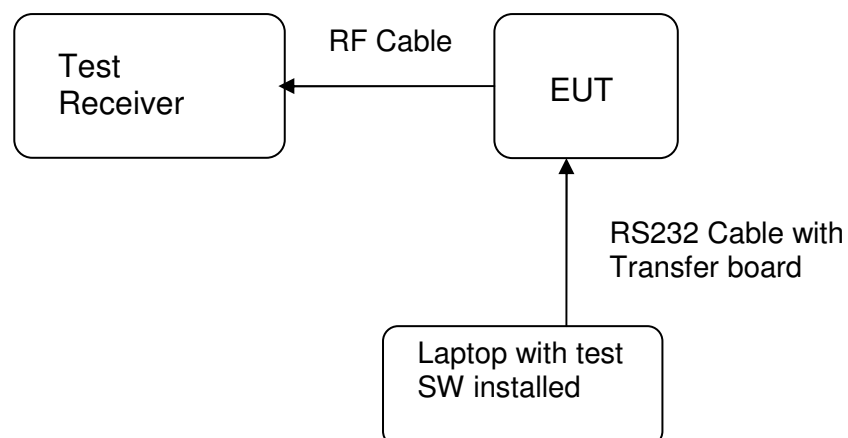 RF Cable
Test
Receiver
EUT
RS232 Cable with
Transfer board
Laptop with test
SW installed